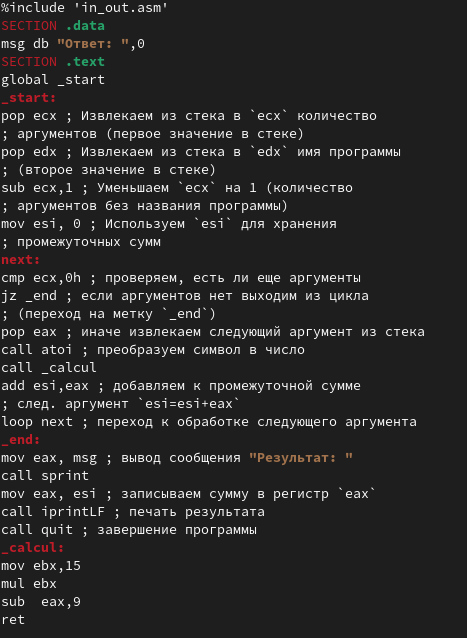 %include 'in_out.asm'
SECTION .data
msg db "Ответ: ",0
SECTION .text
global _start
_start:
pop ecx ; Извлекаем из стека в `ecx` количество
; аргументов (первое значение в стеке)
pop edx ; Извлекаем из стека в `edx` имя программы
; (второе значение в стеке)
sub ecx,1 ; Уменьшаем `ecx` на 1 (количество
; аргументов без названия программы)
mov esi, 0 ; Используем `esi` для хранения
; промежуточных сумм
next:
cmp ecx,0h ; проверяем, есть ли еще аргументы
jz _end ; если аргументов нет выходим из цикла
; (переход на метку `_end`)
pop eax ; иначе извлекаем следующий аргумент из стека
call atoi ; преобразуем символ в число
call _calcul
add esi,eax ; добавляем к промежуточной сумме
; след. аргумент `esi=esi+eax`
loop next ; переход к обработке следующего аргумента
_end:
mov eax, msg ; вывод сообщения "Результат: "
call sprint
mov eax, esi ; записываем сумму в регистр `eax`
call iprintLF ; печать результата
call quit ; завершение программы
_calcul:
mov ebx,15
mul ebx
sub  eax,9
ret